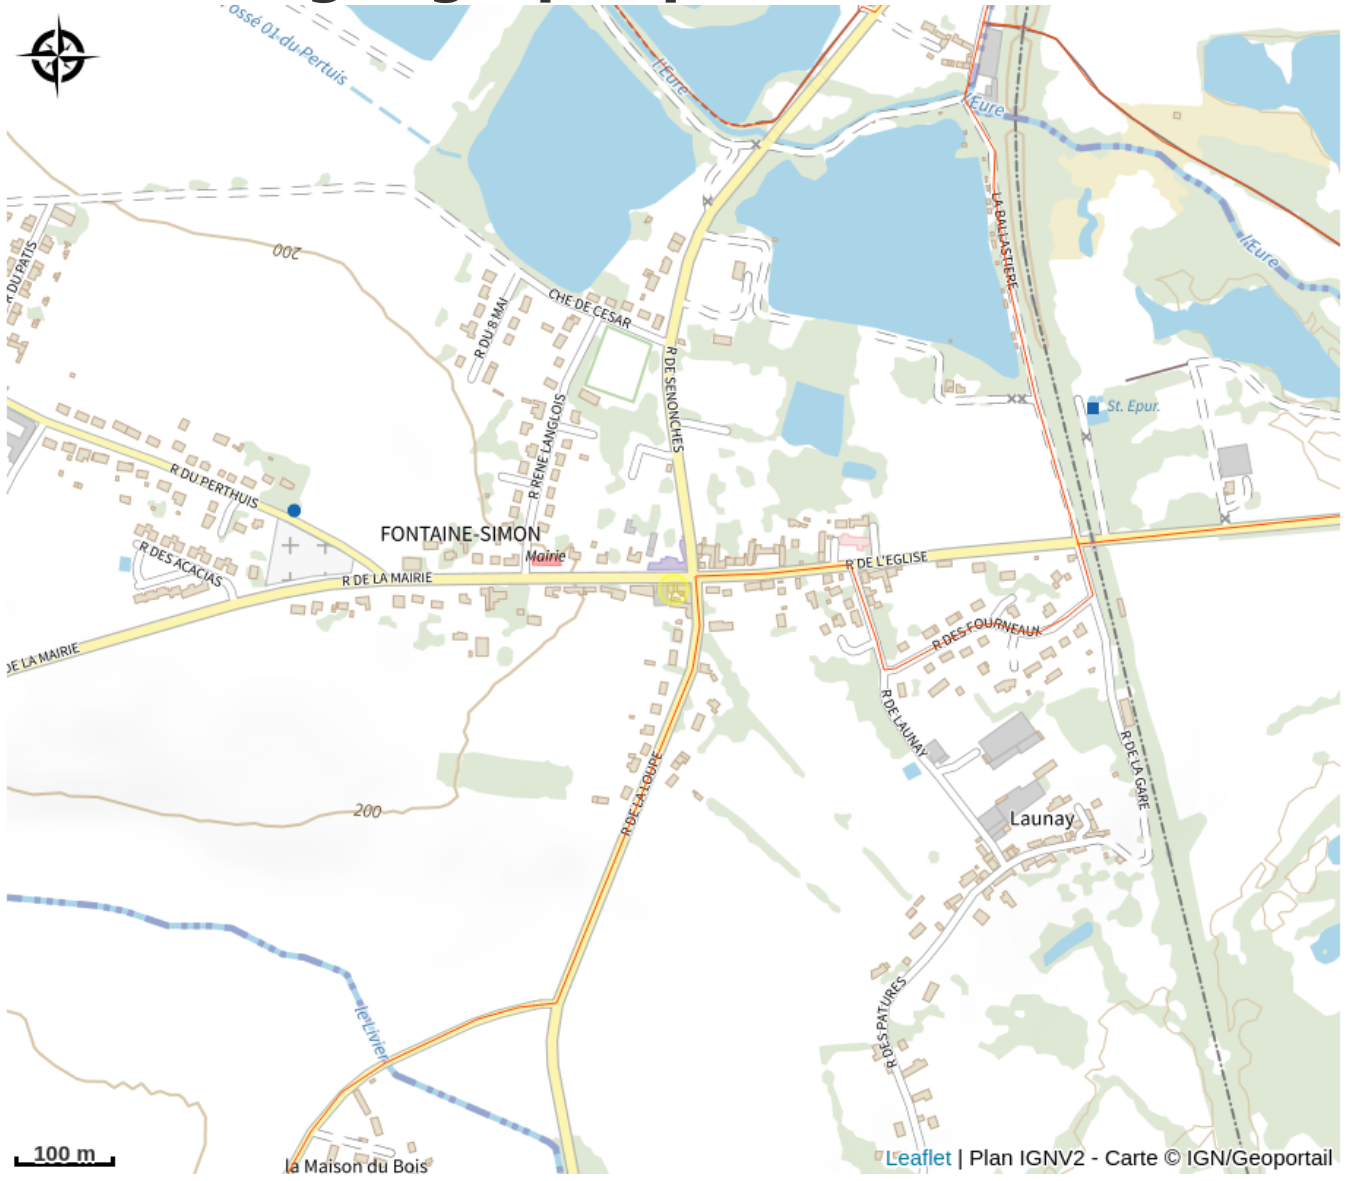 ossé 01 du Pertuis
l'Eure
l'Eure
R DU PATIS
200
LA BALLASTIERE
l'Eure
R DU 8 MAI
CHE DE CESAR
R DE SENONCHES
R RENE LANGLOIS
St. Epur.
R DU PERTHUIS
FONTAINE-SIMON
Mairie
R DES ACACIAS
R DE LA MAIRIE
R DE L'EGLISE
R DES FOURNEAUX
DE LA MAIRIE
R DE LAUNAY
R DE LA GARE
R DE LA LOUPE
200
Launay
le Livier
R DES PATURES
100 m
la Maison du Bois
Leaflet | Plan IGNV2 - Carte © IGN/Geoportail